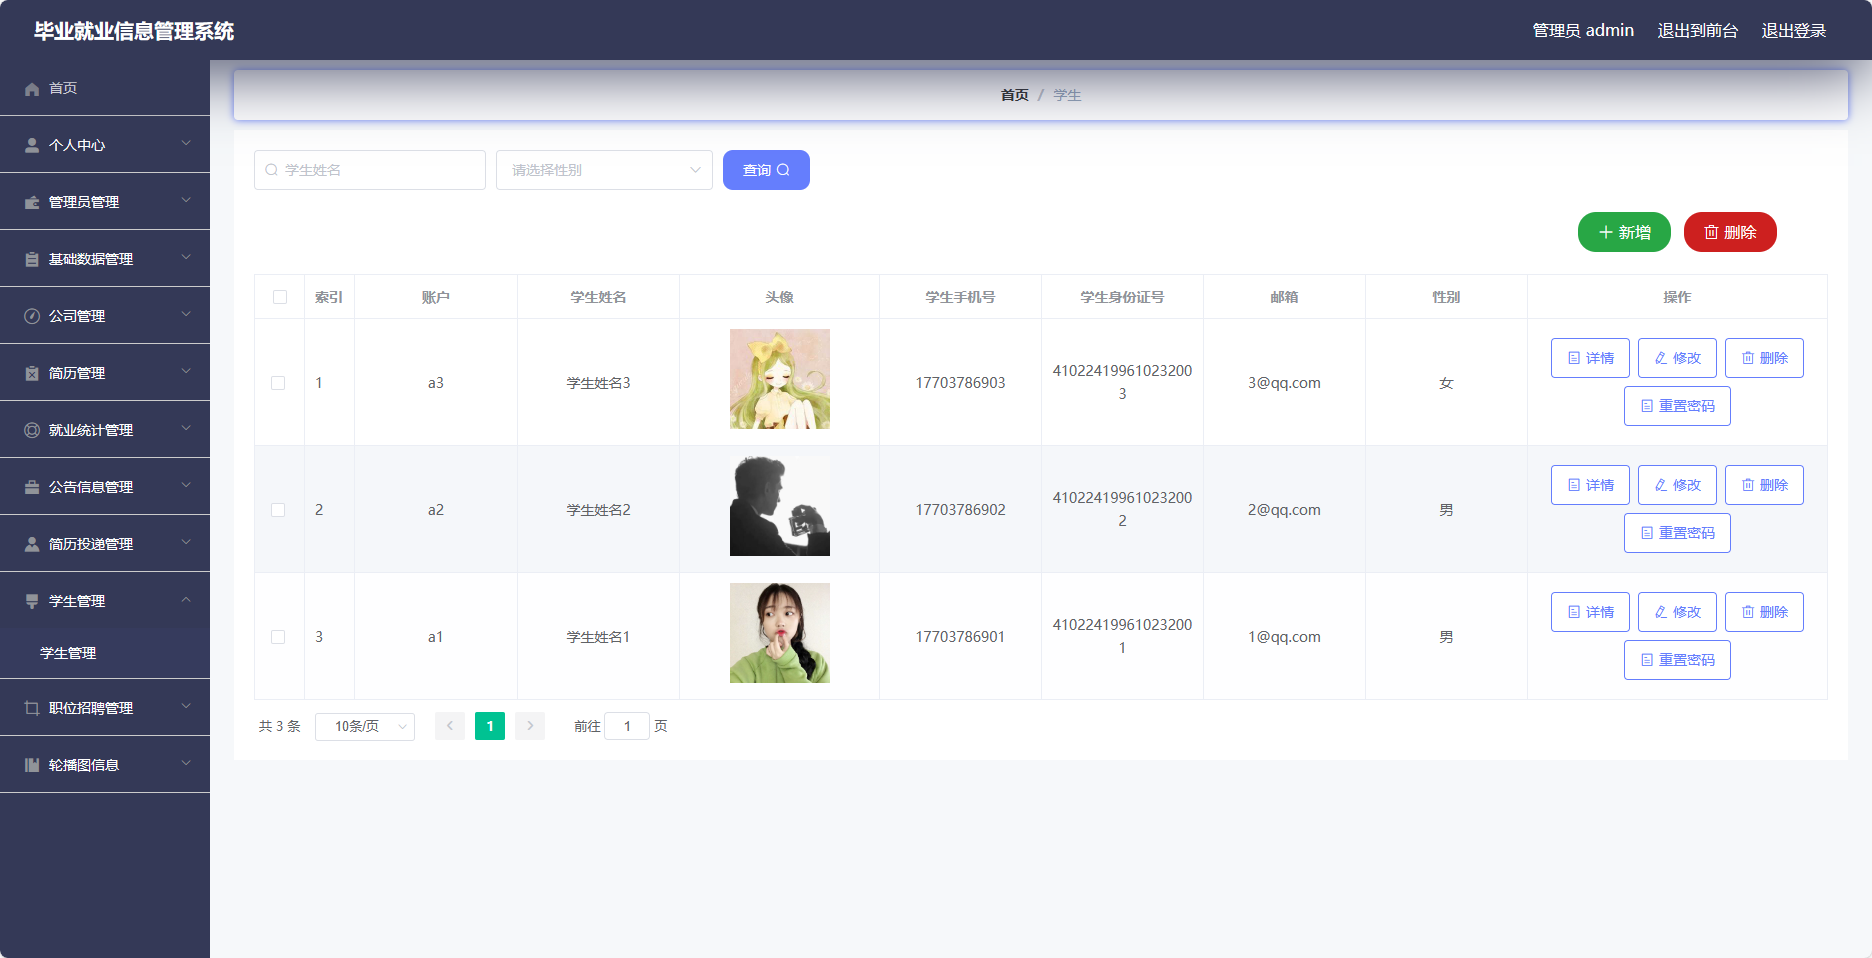 毕业就业信息管理系统
管理员 admin 退出到前台 退出登录
首页
个人中心
管理员管理
基础数据管理
公司管理
简历管理
就业统计管理
公告信息管理
简历投递管理
学生管理
学生管理
职位招聘管理
轮播图信息
首页 / 学生
学生姓名 请选择性别 查询
新增 删除
索引 账户 学生姓名 头像 学生手机号 学生身份证号 邮箱 性别 操作
1 a3 学生姓名3 17703786903 41022419961023200 3@qq.com 女 详情 修改 删除
3 重置密码
2 a2 学生姓名2 17703786902 41022419961023200 2@qq.com 男 详情 修改 删除
2 重置密码
3 a1 学生姓名1 17703786901 41022419961023200 1@qq.com 男 详情 修改 删除
1 重置密码
共 3 条 10条/页 1 前往 1 页